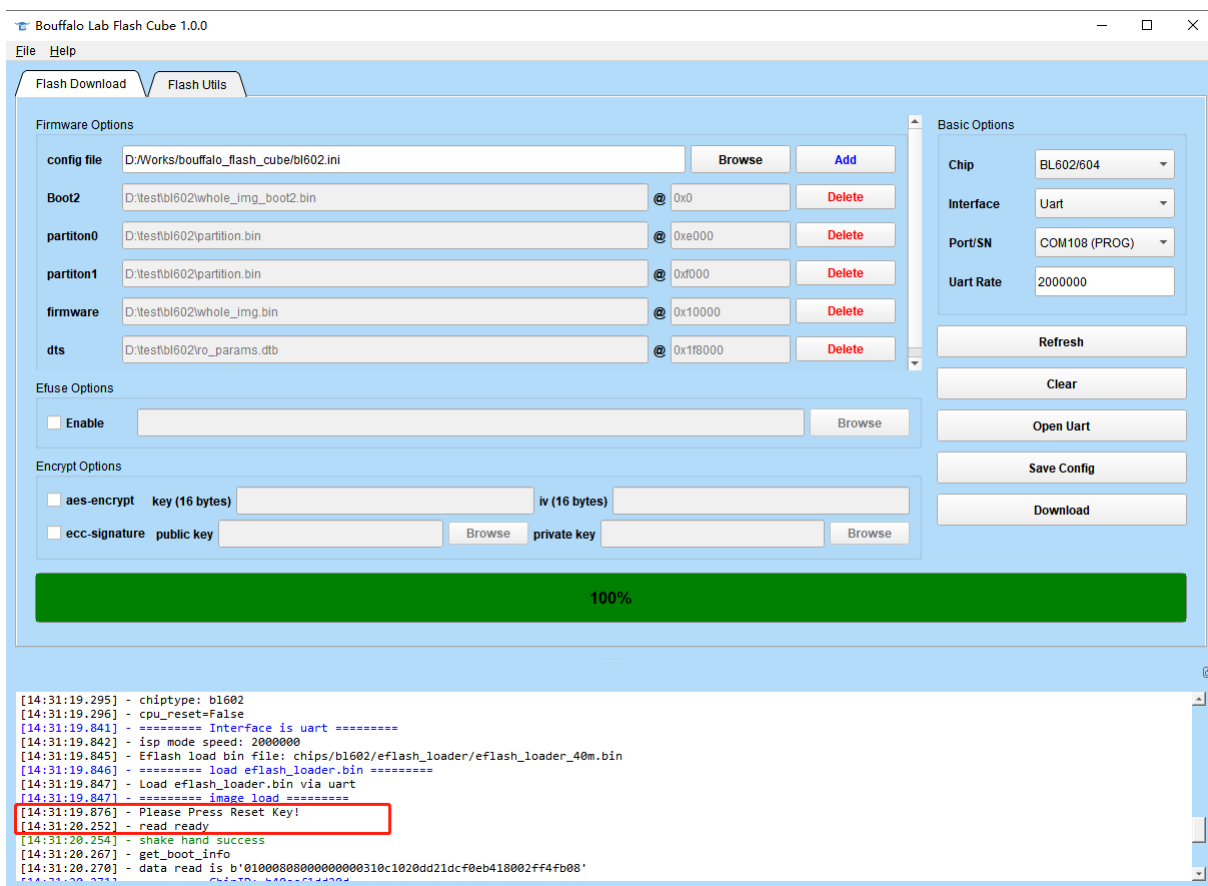 Bouffalo Lab Flash Cube 1.0.0
File Help
Flash Download Flash Utils
Firmware Options
config file D:/Works/bouffalo_flash_cube/bl602.ini Browse Add
Boot2 D:\test\bl602\whole_img_boot2.bin @ 0x0 Delete
partiton0 D:\test\bl602\partition.bin @ 0xe000 Delete
partiton1 D:\test\bl602\partition.bin @ 0xf000 Delete
firmware D:\test\bl602\whole_img.bin @ 0x10000 Delete
dts D:\test\bl602\ro_params.dtb @ 0x1f8000 Delete
Efuse Options
Enable Browse
Encrypt Options
aes-encrypt key (16 bytes) iv (16 bytes)
ecc-signature public key Browse private key Browse
Basic Options
Chip BL602/604
Interface Uart
Port/SN COM108 (PROG)
Uart Rate 2000000
Refresh
Clear
Open Uart
Save Config
Download
100%
[14:31:19.295] - chiptype: bl602
[14:31:19.296] - cpu_reset=False
[14:31:19.841] - ========= Interface is uart =========
[14:31:19.842] - isp mode speed: 2000000
[14:31:19.845] - Eflash load bin file: chips/bl602/eflash_loader/eflash_loader_40m.bin
[14:31:19.846] - ========= load eflash_loader.bin =========
[14:31:19.847] - Load eflash_loader.bin via uart
[14:31:19.847] - ========= image load =========
[14:31:19.876] - Please Press Reset Key!
[14:31:20.252] - read ready
[14:31:20.254] - shake hand success
[14:31:20.267] - get_boot_info
[14:31:20.270] - data read is b'01000808000000000310c1020dd21dcf0eb418002ff4fb08'